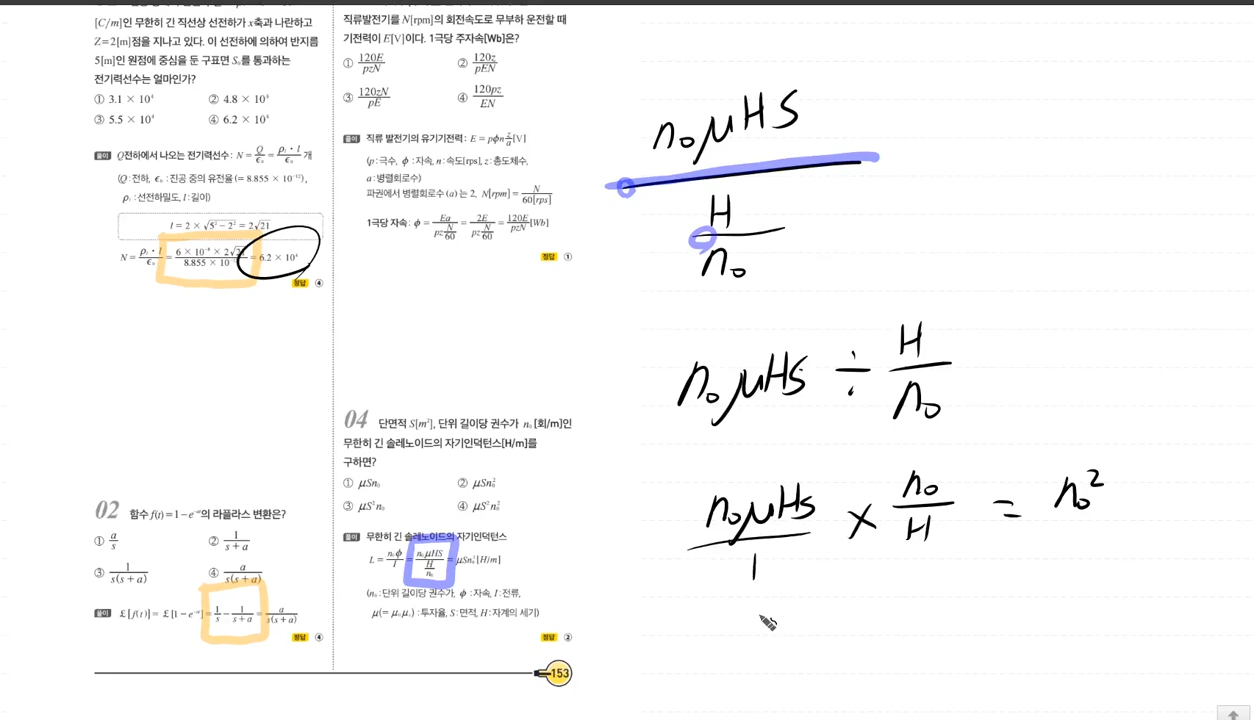 [C/m]인 무한히 긴 직선상 선전하가 x축과 나란하고
Z=2[m]점을 지나고 있다. 이 선전하에 의하여 반지름
5[m]인 원점에 중심을 둔 구표면 S₀를 통과하는
전기력선수는 얼마인가?
① 3.1 × 10⁴ ② 4.8 × 10⁴
③ 5.5 × 10⁴ ④ 6.2 × 10⁴
풀이 Q전하에서 나오는 전기력선수 : N = Q/ε₀ = ρₗ · l/ε₀ 개
(Q : 전하, ε₀ : 진공 중의 유전율(= 8.855 × 10⁻¹²),
ρₗ : 선전하밀도, l : 길이)
l = 2 × √(5² − 2²) = 2√21
N = ρₗ · l/ε₀ = 6 × 10⁻⁸ × 2√21/8.855 × 10 = 6.2 × 10⁴
정답 ④
02 함수 f(t) = 1 − e⁻ᵃᵗ의 라플라스 변환은?
① a/s ② 1/(s + a)
③ 1/s(s + a) ④ a/s(s + a)
풀이 £[f(t)] = £[1 − e⁻ᵃᵗ] = 1/s − 1/(s + a) = a/s(s + a)
정답 ④
직류발전기를 N[rpm]의 회전속도로 무부하 운전할 때
기전력이 E[V]이다. 1극당 주자속[Wb]은?
① 120E/pzN ② 120z/pEN
③ 120zN/pE ④ 120pz/EN
풀이 직류 발전기의 유기기전력 : E = pϕn z/a [V]
(p : 극수, ϕ : 자속, n : 속도[rps], z : 총도체수,
a : 병렬회로수)
파권에서 병렬회로수(a)는 2, N[rpm] = N/60[rps]
1극당 자속 : ϕ = Ea/(pz N/60) = 2E/(pz N/60) = 120E/pzN [Wb]
정답 ①
04 단면적 S[m²], 단위 길이당 권수가 n₀[회/m]인
무한히 긴 솔레노이드의 자기인덕턴스[H/m]를
구하면?
① μSn₀ ② μSn₀²
③ μS²n₀ ④ μS²n₀²
풀이 무한히 긴 솔레노이드의 자기인덕턴스
L = n₀ϕ/I = n₀μHS/(H/n₀) = μSn₀²[H/m]
(n₀ : 단위 길이당 권수가, ϕ : 자속, I : 전류,
μ(= μ₀μₛ) : 투자율, S : 면적, H : 자계의 세기)
정답 ②
153
n₀μHS
H
n₀
n₀μHS ÷ H/n₀
n₀μHS/1 × n₀/H = n₀²